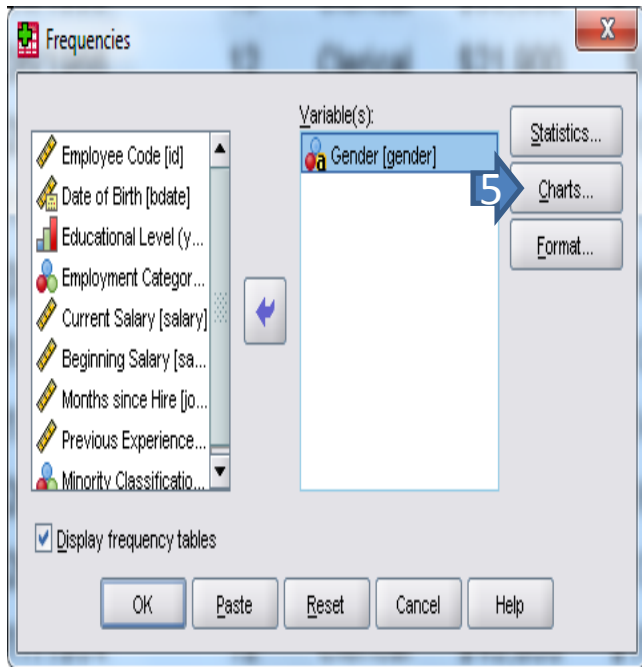 Frequencies
Variable(s):
Employee Code [id]
Date of Birth [bdate]
Educational Level (y...
Employment Categor...
Current Salary [salary]
Beginning Salary [sa...
Months since Hire [jo...
Previous Experience...
Minority Classificatio...
a Gender [gender]
Statistics...
5
Charts...
Format...
Display frequency tables
OK
Paste
Reset
Cancel
Help